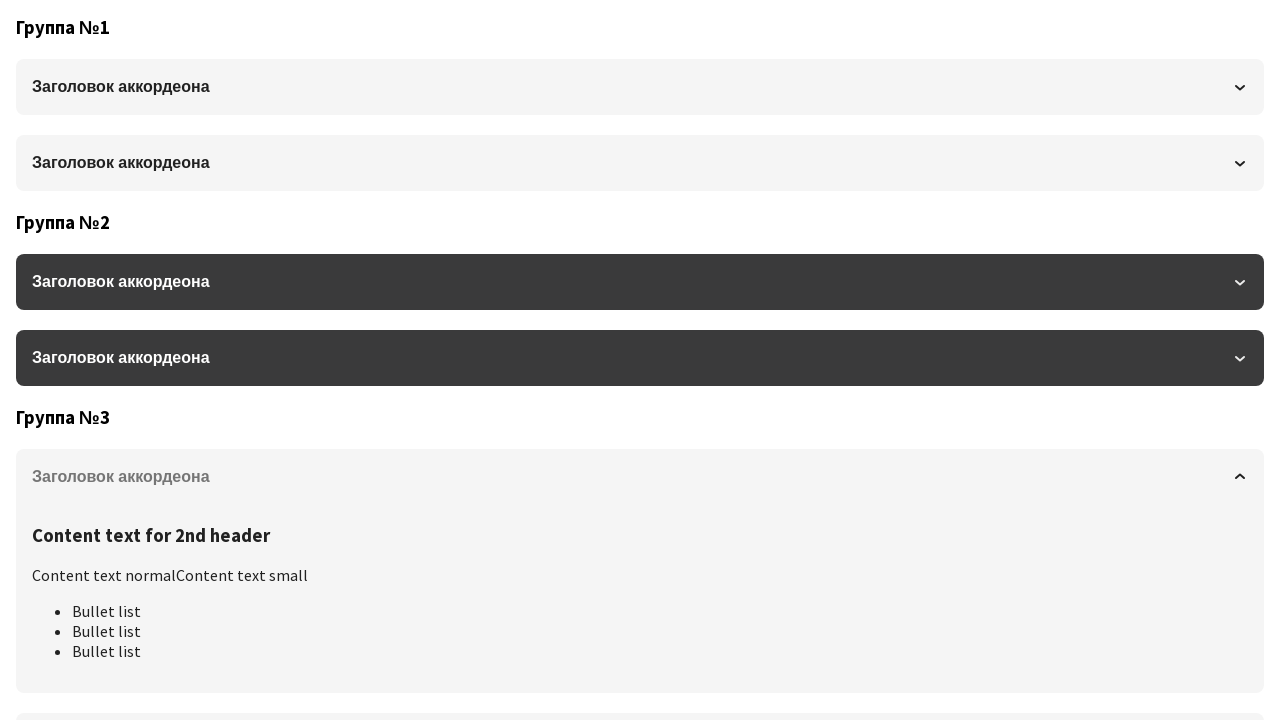 Группа №1
Заголовок аккордеона
Заголовок аккордеона
Группа №2
Заголовок аккордеона
Заголовок аккордеона
Группа №3
Заголовок аккордеона
Content text for 2nd header
Content text normalContent text small
Bullet list
Bullet list
Bullet list